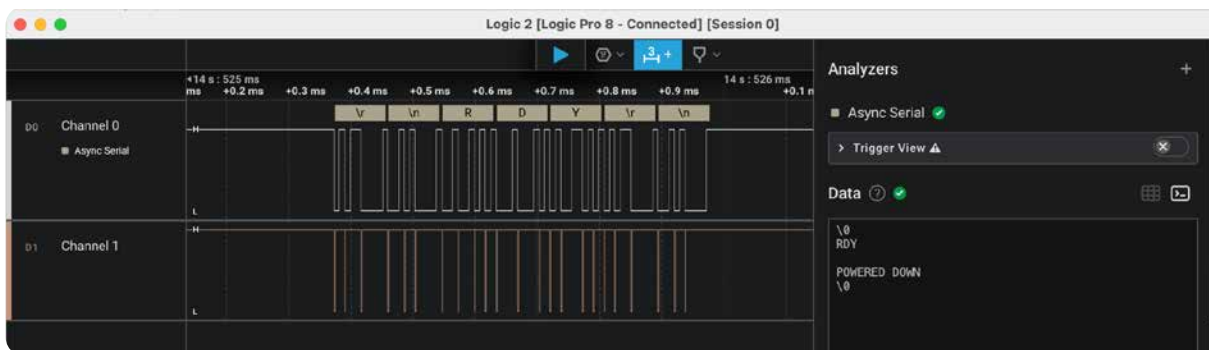 Logic 2 [Logic Pro 8 - Connected] [Session 0]
14 s : 525 ms
14 s : 526 ms
ms +0.2 ms +0.3 ms +0.4 ms +0.5 ms +0.6 ms +0.7 ms +0.8 ms +0.9 ms +0.1 n
\r \n R D Y \r \n
D0 Channel 0
Async Serial
H
L
D1 Channel 1
H
L
3 +
Analyzers +
Async Serial
> Trigger View
Data ?
\0
RDY
POWERED DOWN
\0